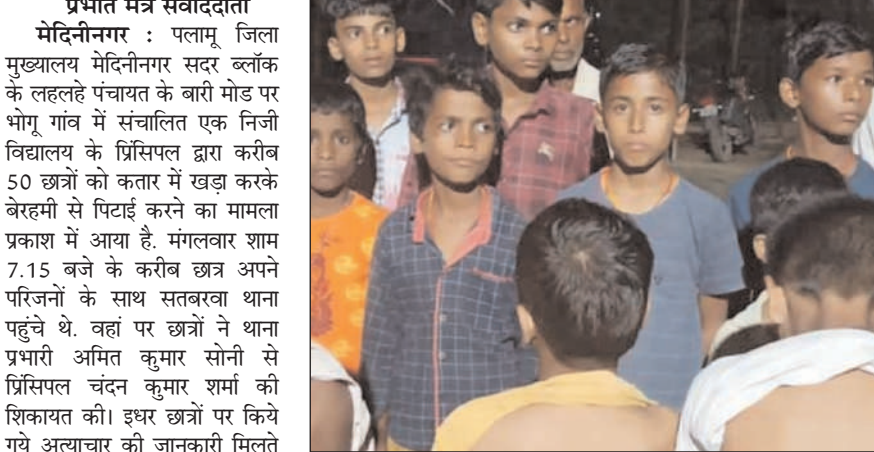 प्रभात मंत्र संवाददाता
मेदिनीनगर : पलामू जिला
मुख्यालय मेदिनीनगर सदर ब्लॉक
के लहलहे पंचायत के बारी मोड पर
भोगू गांव में संचालित एक निजी
विद्यालय के प्रिंसिपल द्वारा करीब
50 छात्रों को कतार में खड़ा करके
बेरहमी से पिटाई करने का मामला
प्रकाश में आया है. मंगलवार शाम
7.15 बजे के करीब छात्र अपने
परिजनों के साथ सतबरवा थाना
पहुंचे थे. वहां पर छात्रों ने थाना
प्रभारी अमित कुमार सोनी से
प्रिंसिपल चंदन कुमार शर्मा की
शिकायत की। इधर छात्रों पर किये
गये अत्याचार की जानकारी मिलते